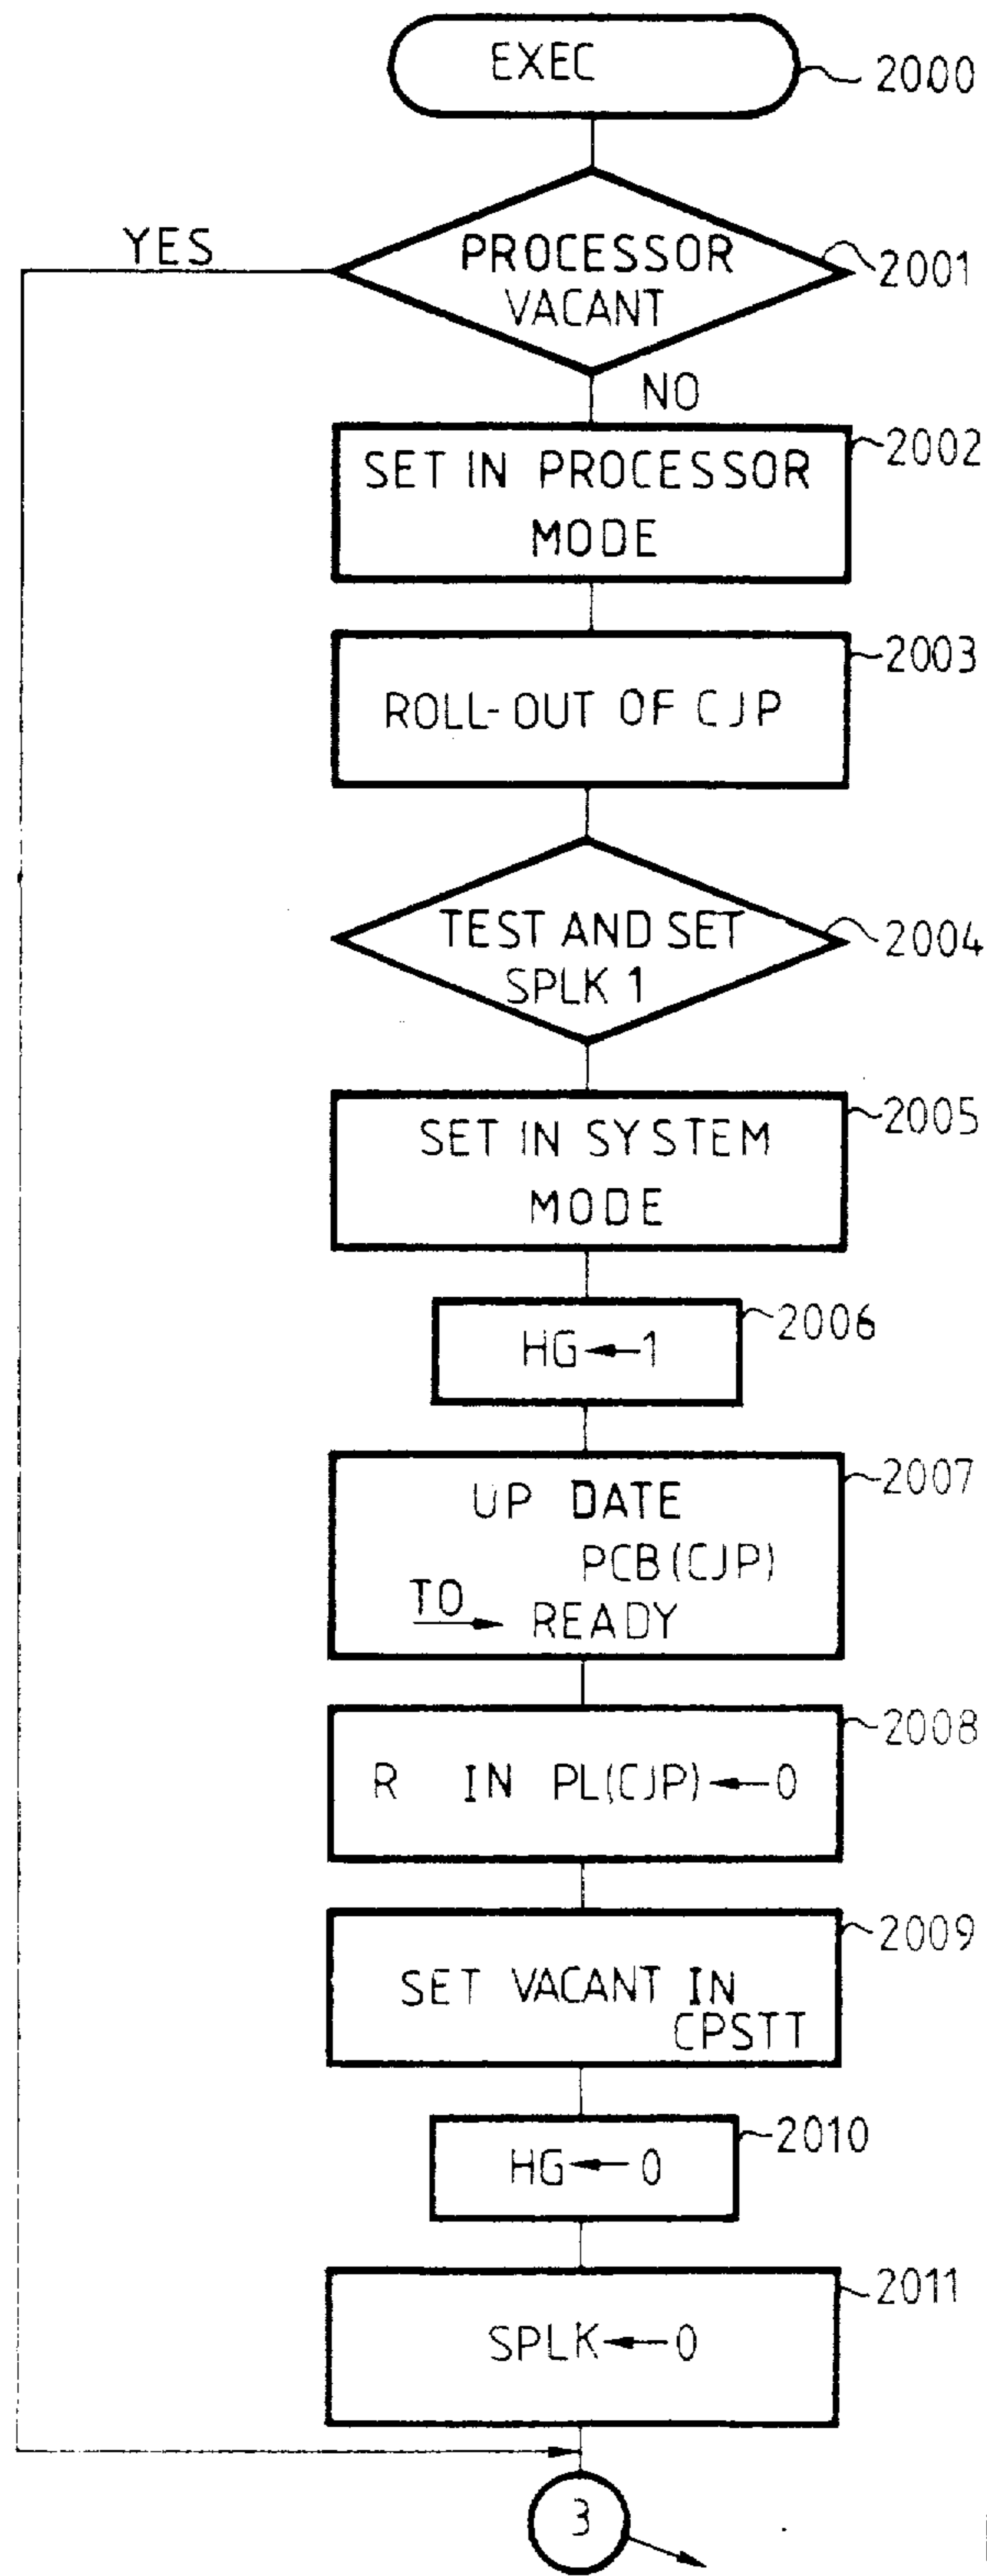 EXEC
2000
YES
PROCESSOR
VACANT
2001
NO
2002
SET IN PROCESSOR
MODE
2003
ROLL-OUT OF CJP
TEST AND SET
SPLK 1
2004
2005
SET IN SYSTEM
MODE
2006
HG←1
2007
UP DATE
PCB(CJP)
TO → READY
2008
R IN PL(CJP)←0
2009
SET VACANT IN
CPSTT
2010
HG←0
2011
SPLK←0
3